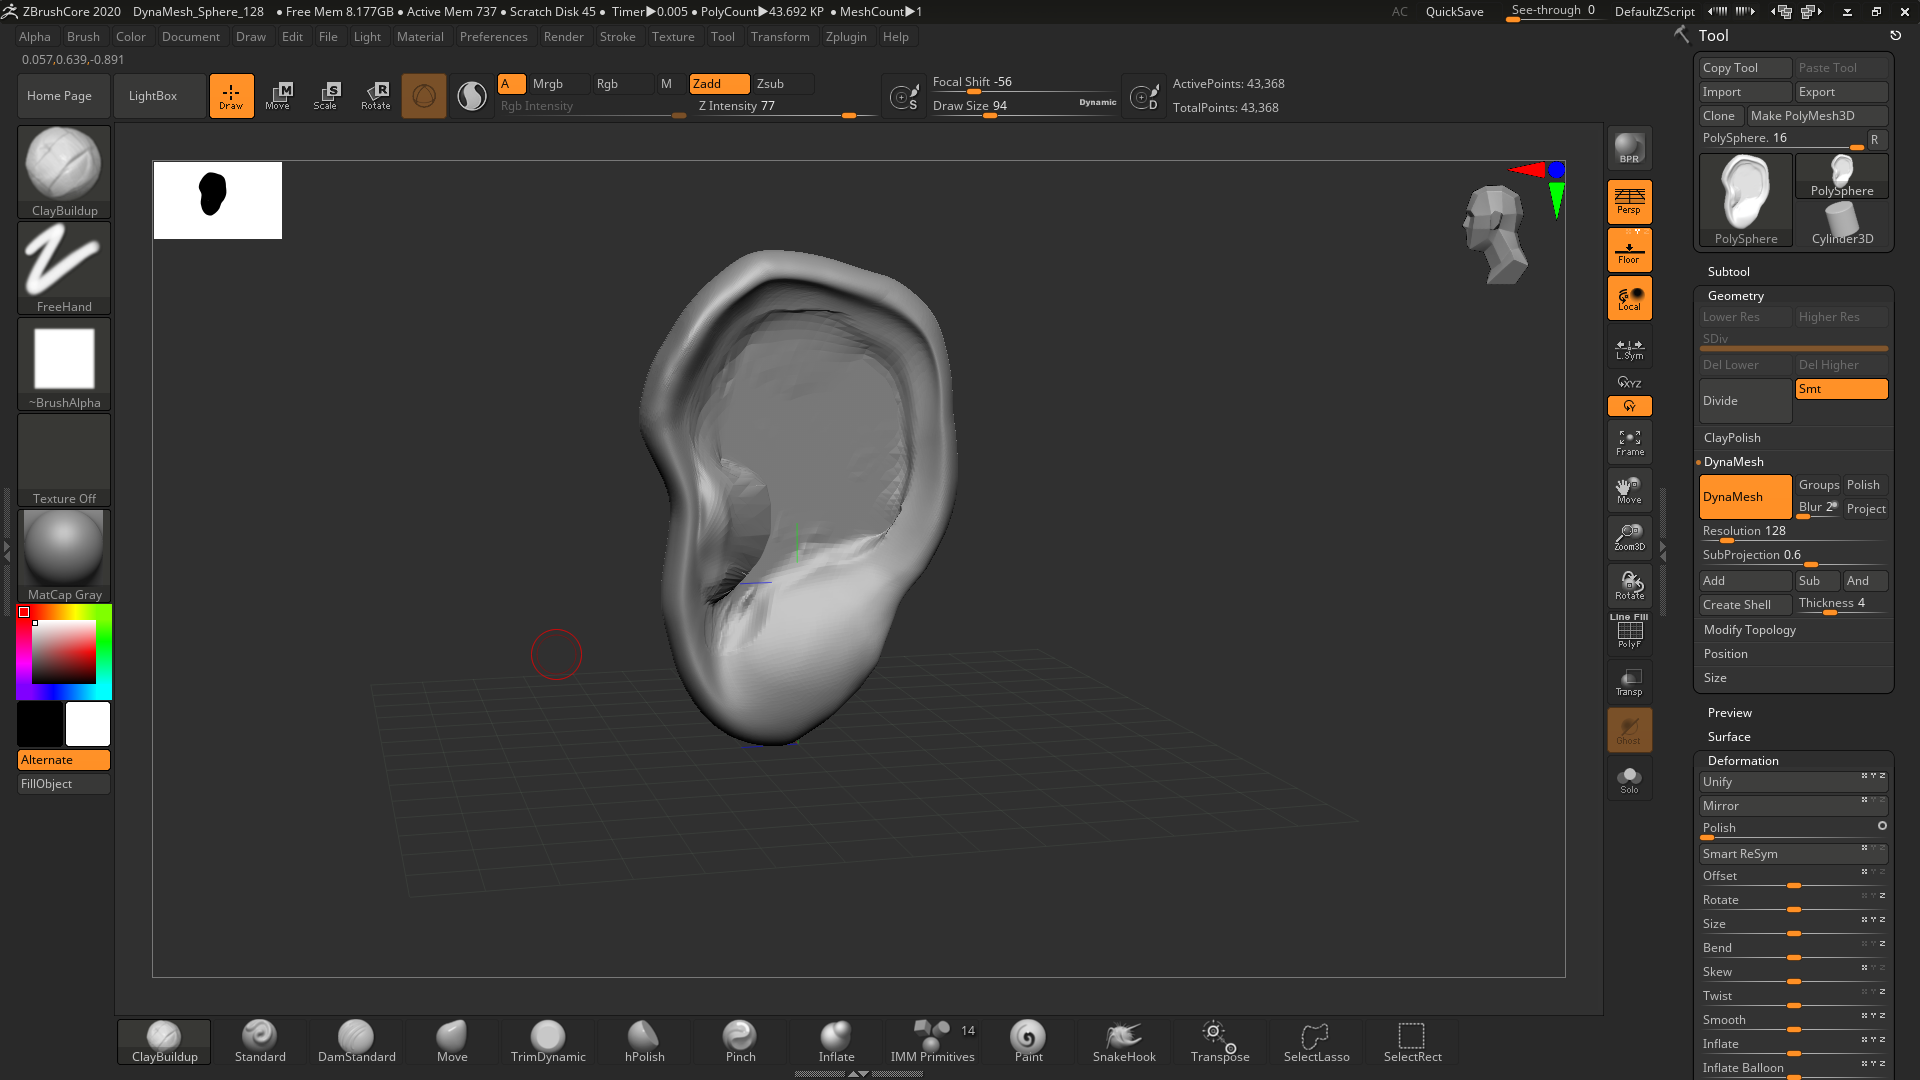 ZBrushCore 2020 DynaMesh_Sphere_128 • Free Mem 8.177GB • Active Mem 737 • Scratch Disk 45 • Timer▶0.005 • PolyCount▶43.692 KP • MeshCount▶1 AC QuickSave See-through 0 DefaultZScript
Alpha Brush Color Document Draw Edit File Light Material Preferences Render Stroke Texture Tool Transform Zplugin Help
0.057,0.639,-0.891
Home Page LightBox Draw Move Scale Rotate
M S R
A Mrgb Rgb M Zadd Zsub
Rgb Intensity Z Intensity 77
S Focal Shift -56
Draw Size 94 Dynamic
D ActivePoints: 43,368
TotalPoints: 43,368
ClayBuildup
FreeHand
~BrushAlpha
Texture Off
MatCap Gray
Alternate
FillObject
BPR
Persp
Floor
Local
L.Sym
XYZ
Y
Frame
Move
Zoom3D
Rotate
Line Fill
PolyF
Transp
Ghost
Solo
Tool
Copy Tool Paste Tool
Import Export
Clone Make PolyMesh3D
PolySphere. 16 R
PolySphere PolySphere
Cylinder3D
Subtool
Geometry
Lower Res Higher Res
SDiv
Del Lower Del Higher
Divide Smt
ClayPolish
DynaMesh
DynaMesh Groups Polish
Blur 2 Project
Resolution 128
SubProjection 0.6
Add Sub And
Create Shell Thickness 4
Modify Topology
Position
Size
Preview
Surface
Deformation
Unify
Mirror
Polish
Smart ReSym
Offset
Rotate
Size
Bend
Skew
Twist
Smooth
Inflate
Inflate Balloon
14
ClayBuildup Standard DamStandard Move TrimDynamic hPolish Pinch Inflate IMM Primitives Paint SnakeHook Transpose SelectLasso SelectRect